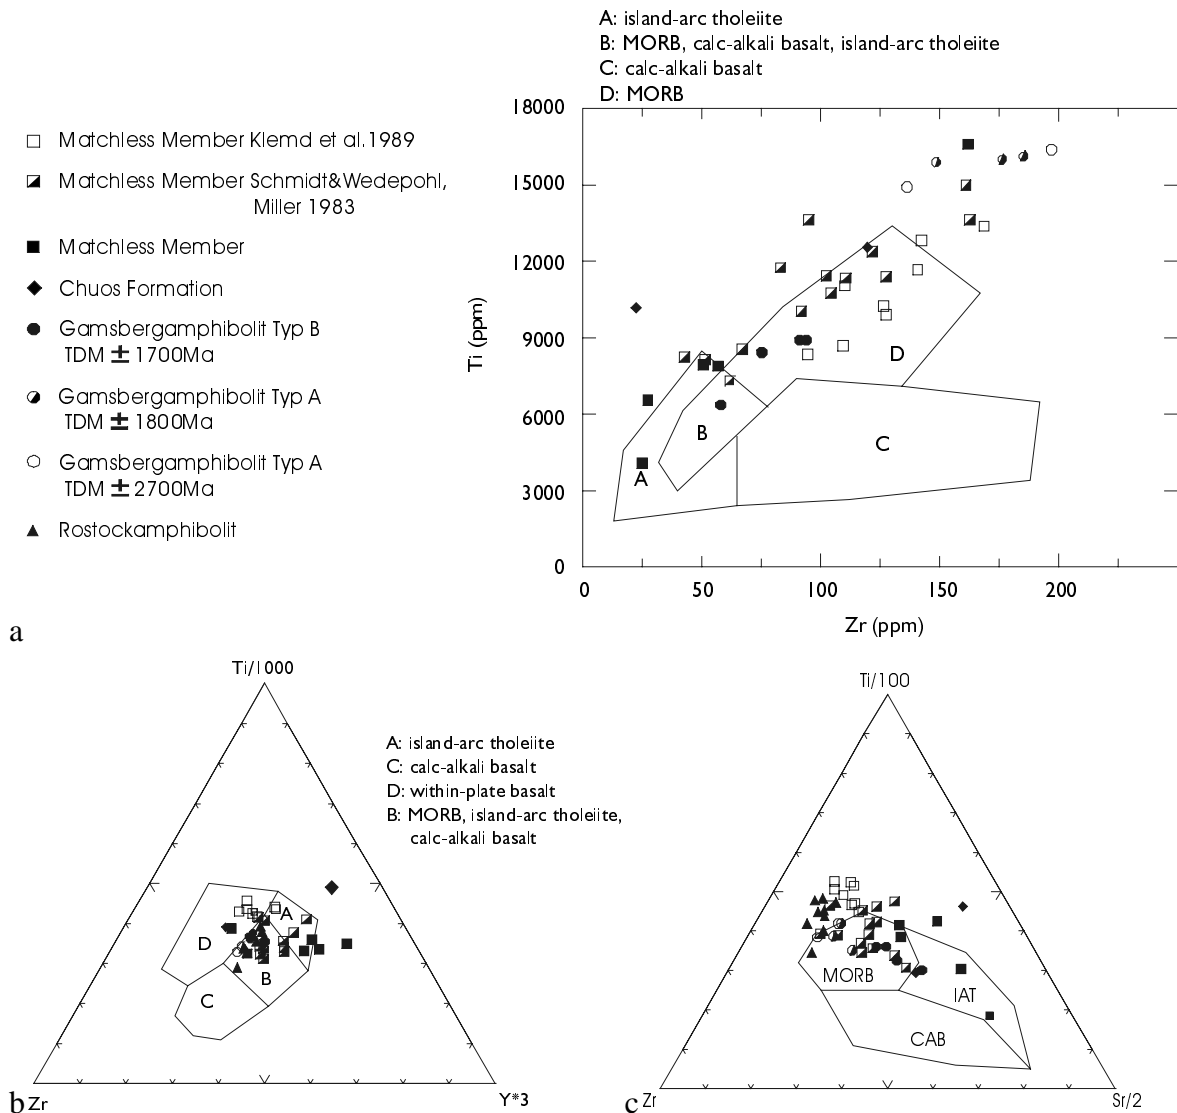 A: island-arc tholeiite
B: MORB, calc-alkali basalt, island-arc tholeiite
C: calc-alkali basalt
D: MORB
Matchless Member Klemd et al.1989
Matchless Member Schmidt&Wedepohl,
Miller 1983
Matchless Member
Chuos Formation
Gamsbergamphibolit Typ B
TDM ± 1700Ma
Gamsbergamphibolit Typ A
TDM ± 1800Ma
Gamsbergamphibolit Typ A
TDM ± 2700Ma
Rostockamphibolit
18000
15000
12000
9000
6000
3000
0
Ti (ppm)
A
B
C
D
0 50 100 150 200
Zr (ppm)
a
Ti/1000
A: island-arc tholeiite
C: calc-alkali basalt
D: within-plate basalt
B: MORB, island-arc tholeiite,
calc-alkali basalt
A
D
B
C
b Zr
Y*3
Ti/100
MORB
IAT
CAB
c Zr
Sr/2